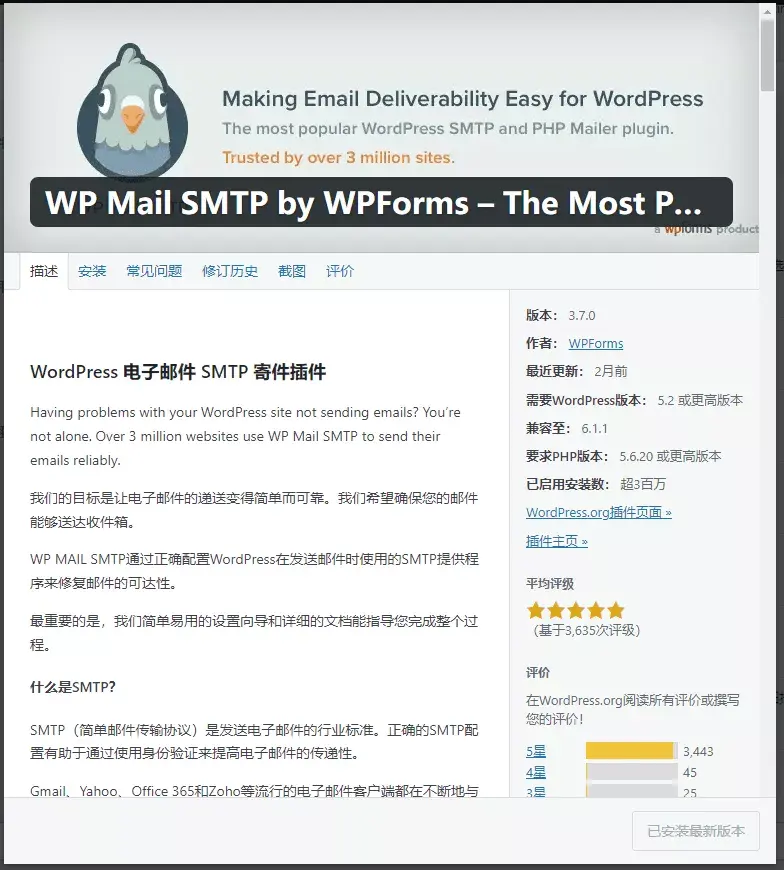 Making Email Deliverability Easy for WordPress
The most popular WordPress SMTP and PHP Mailer plugin.
Trusted by over 3 million sites.
WP Mail SMTP by WPForms – The Most P...
a wpforms product
描述 安装 常见问题 修订历史 截图 评价
WordPress 电子邮件 SMTP 寄件插件
Having problems with your WordPress site not sending emails? You’re
not alone. Over 3 million websites use WP Mail SMTP to send their
emails reliably.
我们的目标是让电子邮件的递送变得简单而可靠。我们希望确保您的邮件
能够送达收件箱。
WP MAIL SMTP通过正确配置WordPress在发送邮件时使用的SMTP提供程
序来修复邮件的可达性。
最重要的是，我们简单易用的设置向导和详细的文档能指导您完成整个过
程。
什么是SMTP？
SMTP（简单邮件传输协议）是发送电子邮件的行业标准。正确的SMTP配
置有助于通过使用身份验证来提高电子邮件的传递性。
Gmail、Yahoo、Office 365和Zoho等流行的电子邮件客户端都在不断地与
版本： 3.7.0
作者： WPForms
最近更新： 2月前
需要WordPress版本： 5.2 或更高版本
兼容至： 6.1.1
要求PHP版本： 5.6.20 或更高版本
已启用安装数： 超3百万
WordPress.org插件页面 »
插件主页 »
平均评级
（基于3,635次评级）
评价
在WordPress.org阅读所有评价或撰写
您的评价！
5星 3,443
4星 45
3星 25
已安装最新版本